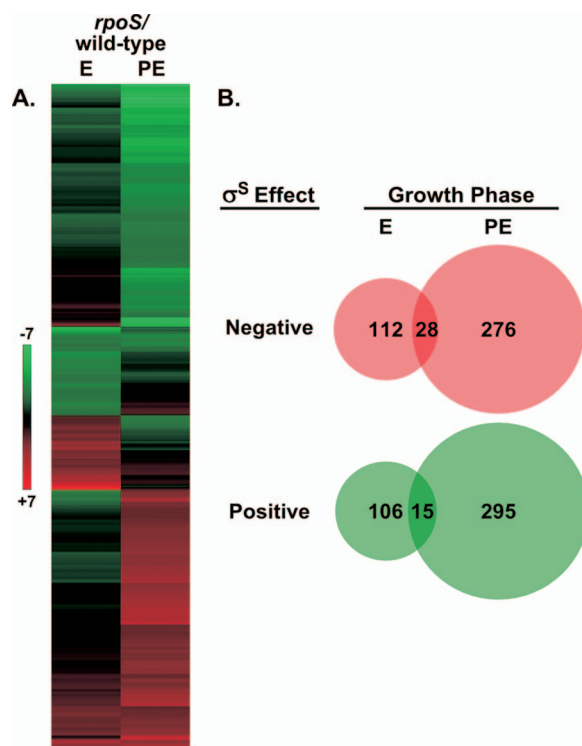 rpoS/
wild-type
E PE
A.
-7
+7
B.
σS Effect Growth Phase
E PE
Negative 112 28 276
Positive 106 15 295